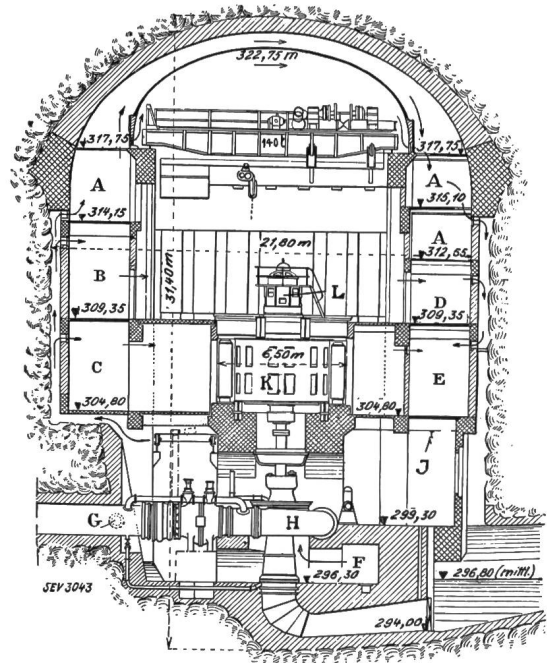 322,75 m
317,75
140 t
317,75
A
A
315,10
314,15
A
21,80 m
312,65
B
31,40 m
L
D
309,35
309,35
C
6,50 m
K
E
304,80
304,80
J
G
H
299,30
F
SEV 3043
296,30
296,80 (mittl.)
294,00